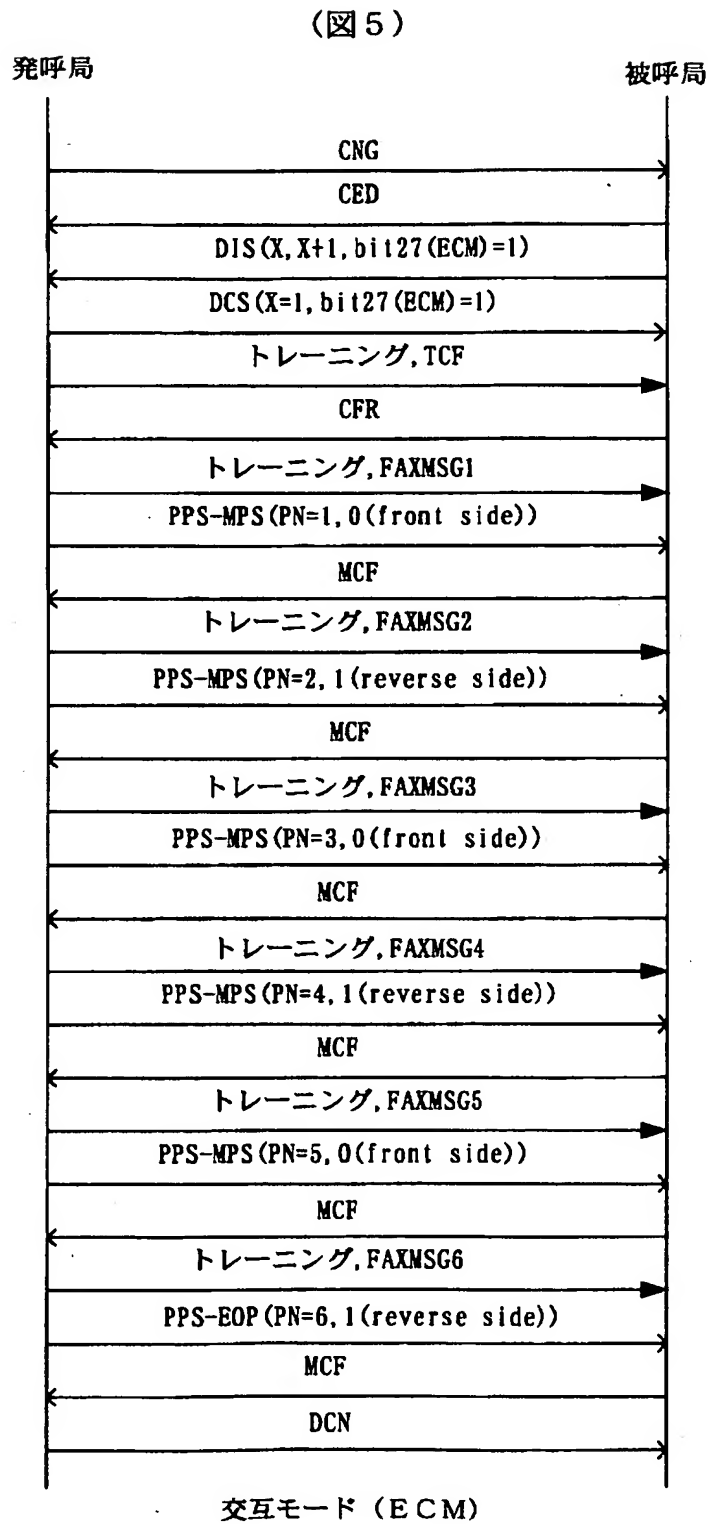 (図5)
発呼局 被呼局
CNG
CED
DIS(X,X+1,bit27(ECM)=1)
DCS(X=1,bit27(ECM)=1)
トレーニング,TCF
CFR
トレーニング,FAXMSG1
PPS-MPS(PN=1,0(front side))
MCF
トレーニング,FAXMSG2
PPS-MPS(PN=2,1(reverse side))
MCF
トレーニング,FAXMSG3
PPS-MPS(PN=3,0(front side))
MCF
トレーニング,FAXMSG4
PPS-MPS(PN=4,1(reverse side))
MCF
トレーニング,FAXMSG5
PPS-MPS(PN=5,0(front side))
MCF
トレーニング,FAXMSG6
PPS-EOP(PN=6,1(reverse side))
MCF
DCN
交互モード(ECM)